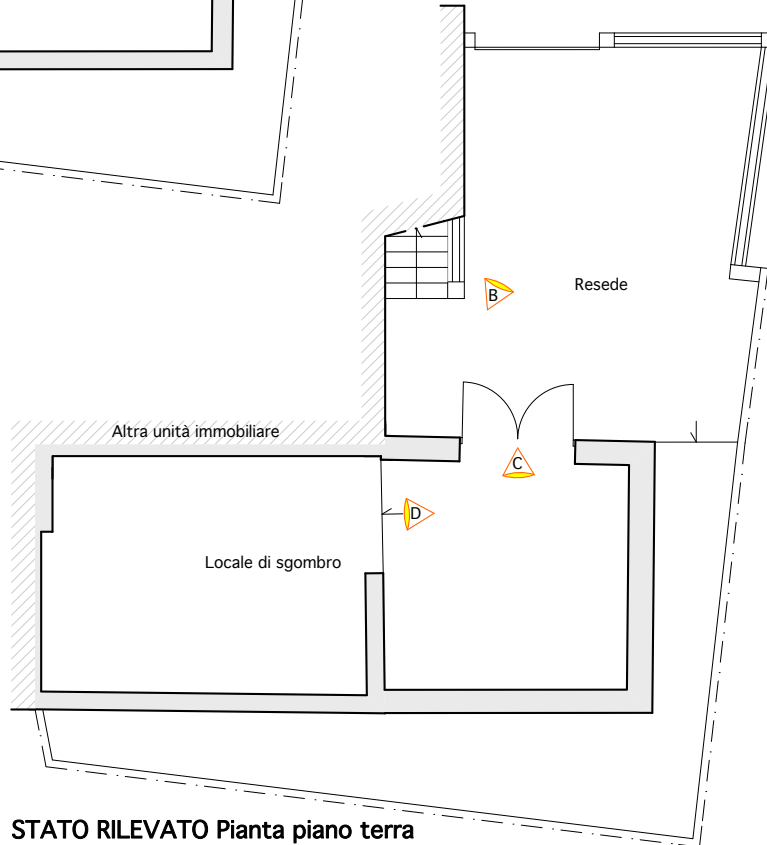 Resede
B
Altra unità immobiliare
C
D
Locale di sgombro
STATO RILEVATO Pianta piano terra